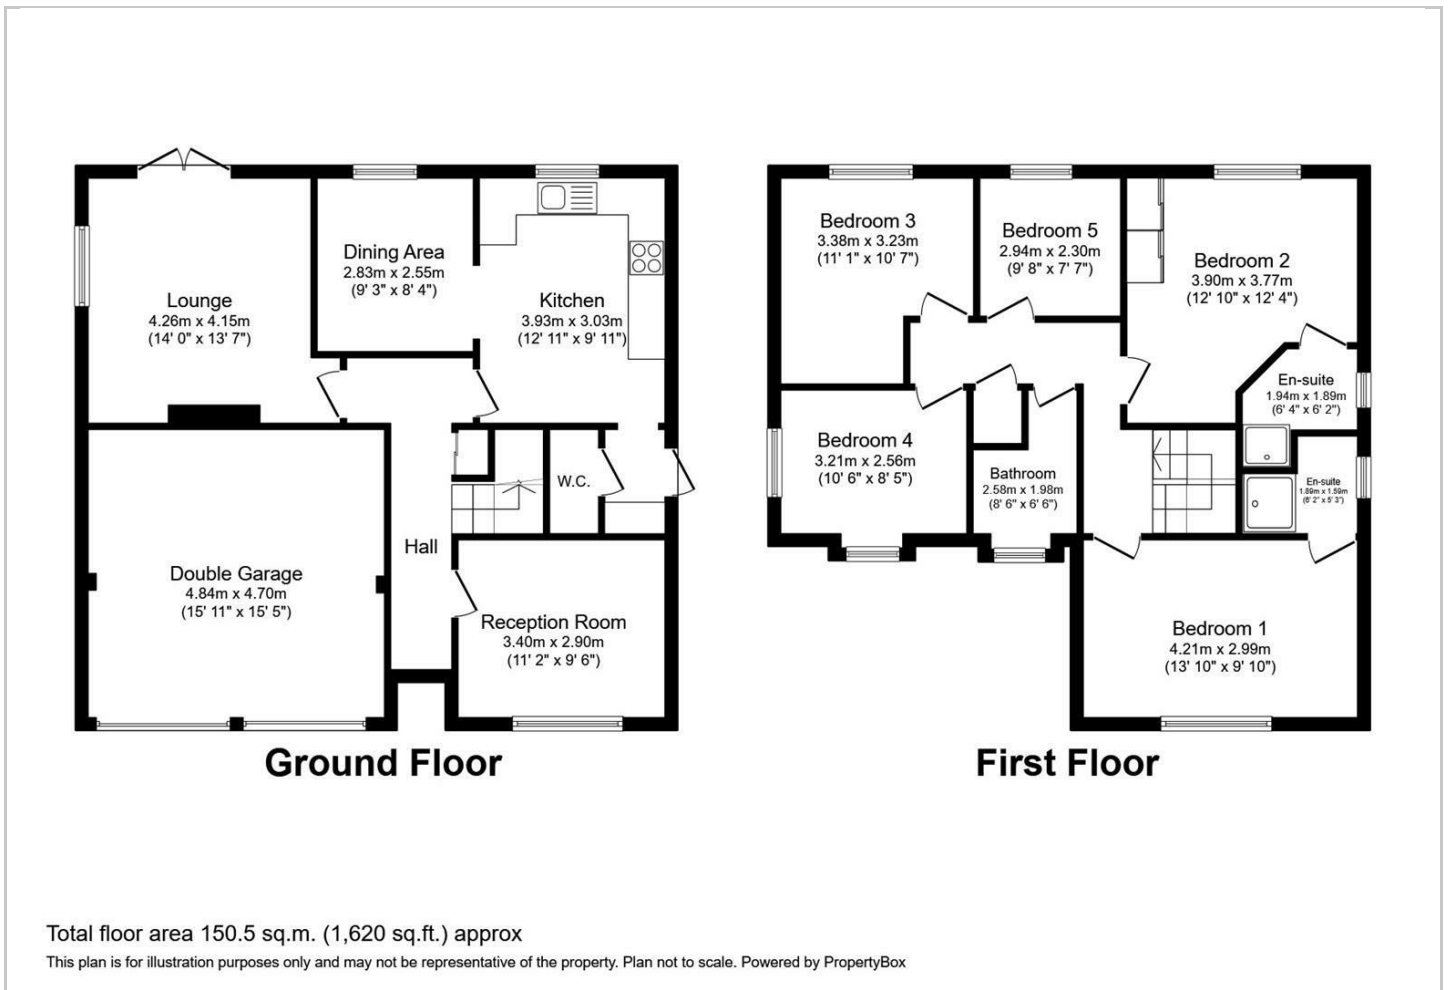 Lounge
4.26m x 4.15m
(14' 0" x 13' 7")
Dining Area
2.83m x 2.55m
(9' 3" x 8' 4")
Kitchen
3.93m x 3.03m
(12' 11" x 9' 11")
W.C.
Hall
Double Garage
4.84m x 4.70m
(15' 11" x 15' 5")
Reception Room
3.40m x 2.90m
(11' 2" x 9' 6")
Ground Floor
Bedroom 3
3.38m x 3.23m
(11' 1" x 10' 7")
Bedroom 5
2.94m x 2.30m
(9' 8" x 7' 7")
Bedroom 2
3.90m x 3.77m
(12' 10" x 12' 4")
En-suite
1.94m x 1.89m
(6' 4" x 6' 2")
Bedroom 4
3.21m x 2.56m
(10' 6" x 8' 5")
Bathroom
2.58m x 1.98m
(8' 6" x 6' 6")
En-suite
1.89m x 1.59m
(6' 2" x 5' 3")
Bedroom 1
4.21m x 2.99m
(13' 10" x 9' 10")
First Floor
Total floor area 150.5 sq.m. (1,620 sq.ft.) approx
This plan is for illustration purposes only and may not be representative of the property. Plan not to scale. Powered by PropertyBox